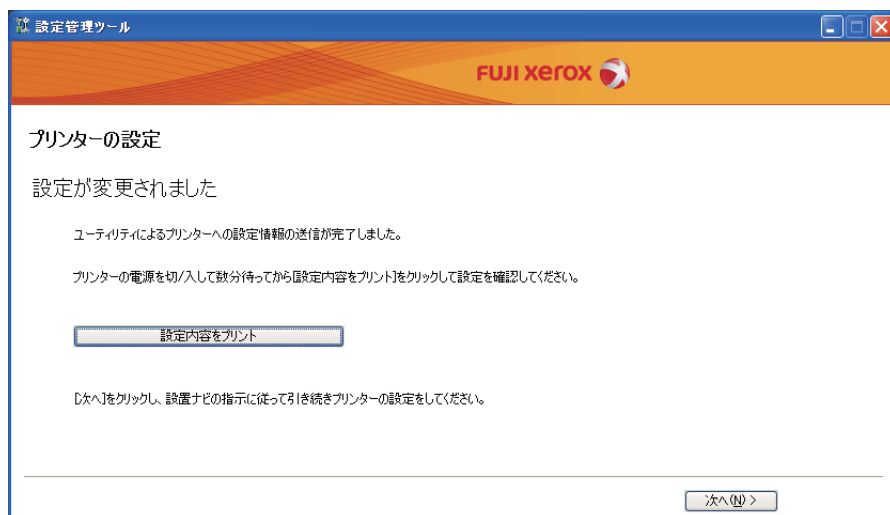 設定管理ツール
FUJI xerox
プリンターの設定
設定が変更されました
ユーティリティによるプリンターへの設定情報の送信が完了しました。
プリンターの電源を切/入して数分待ってから[設定内容をプリント]をクリックして設定を確認してください。
設定内容をプリント
[次へ]をクリックし、設置ナビの指示に従って引き続きプリンターの設定をしてください。
次へ(N) >